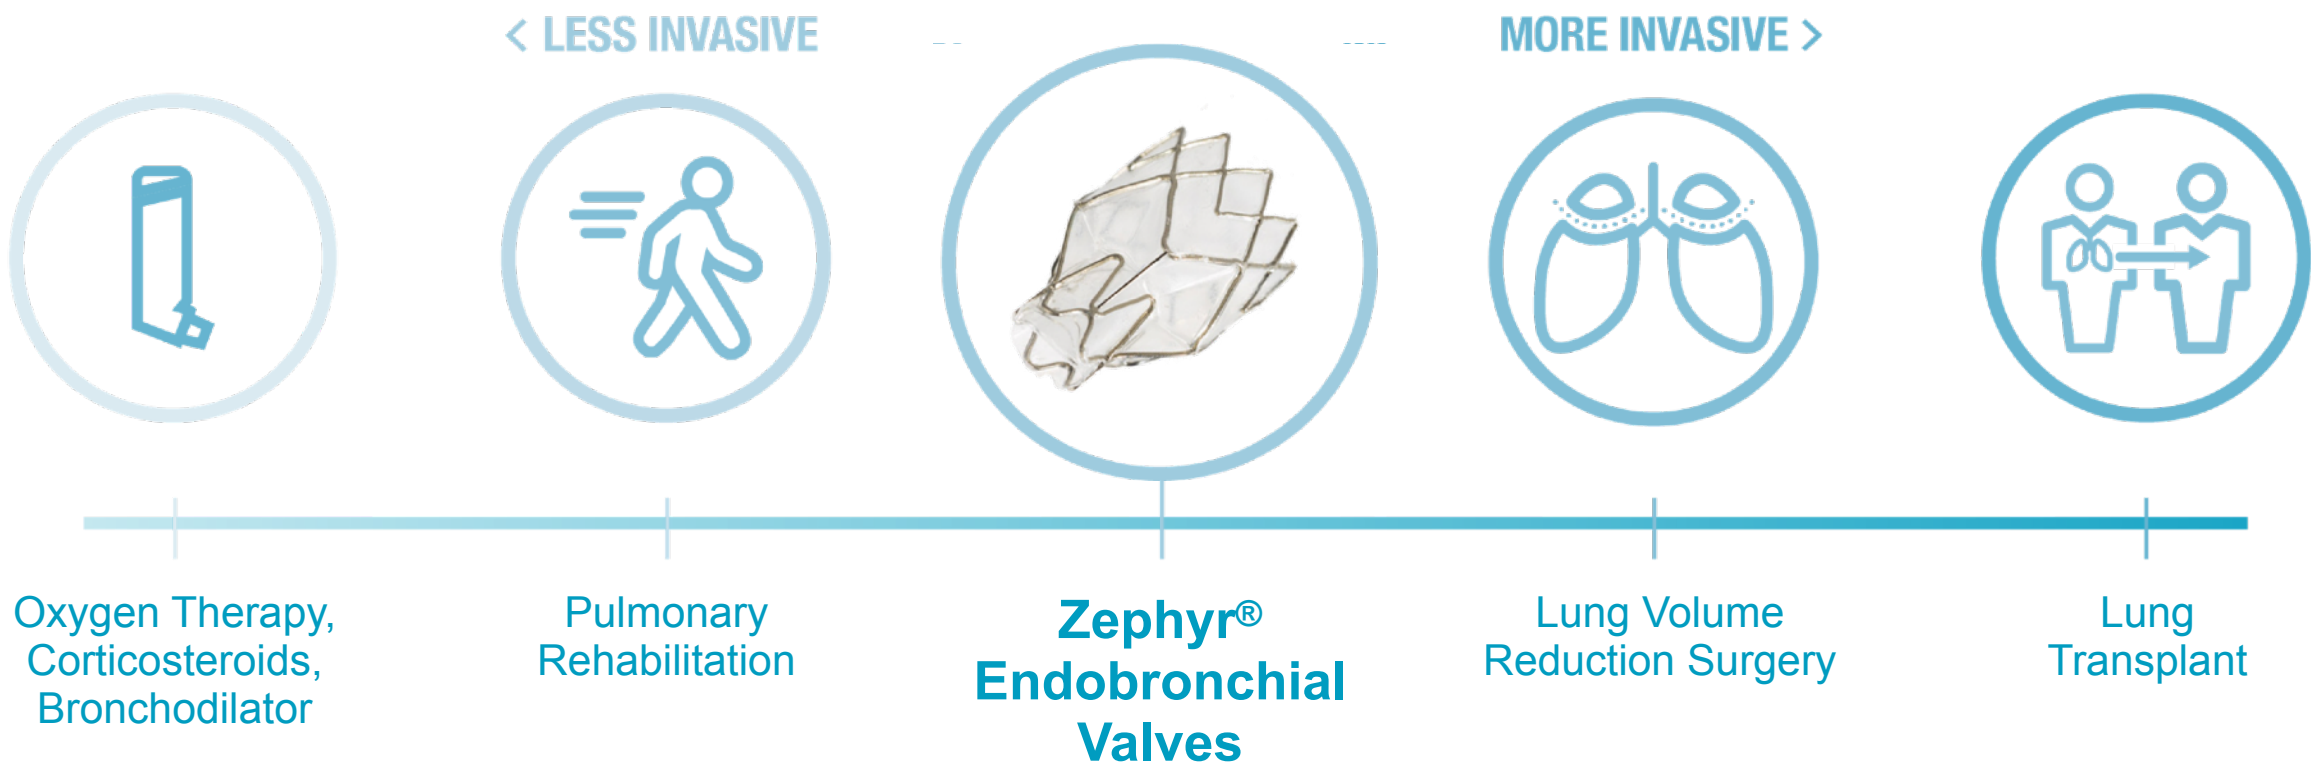 < LESS INVASIVE
MORE INVASIVE >
Oxygen Therapy,
Corticosteroids,
Bronchodilator
Pulmonary
Rehabilitation
Zephyr®
Endobronchial
Valves
Lung Volume
Reduction Surgery
Lung
Transplant